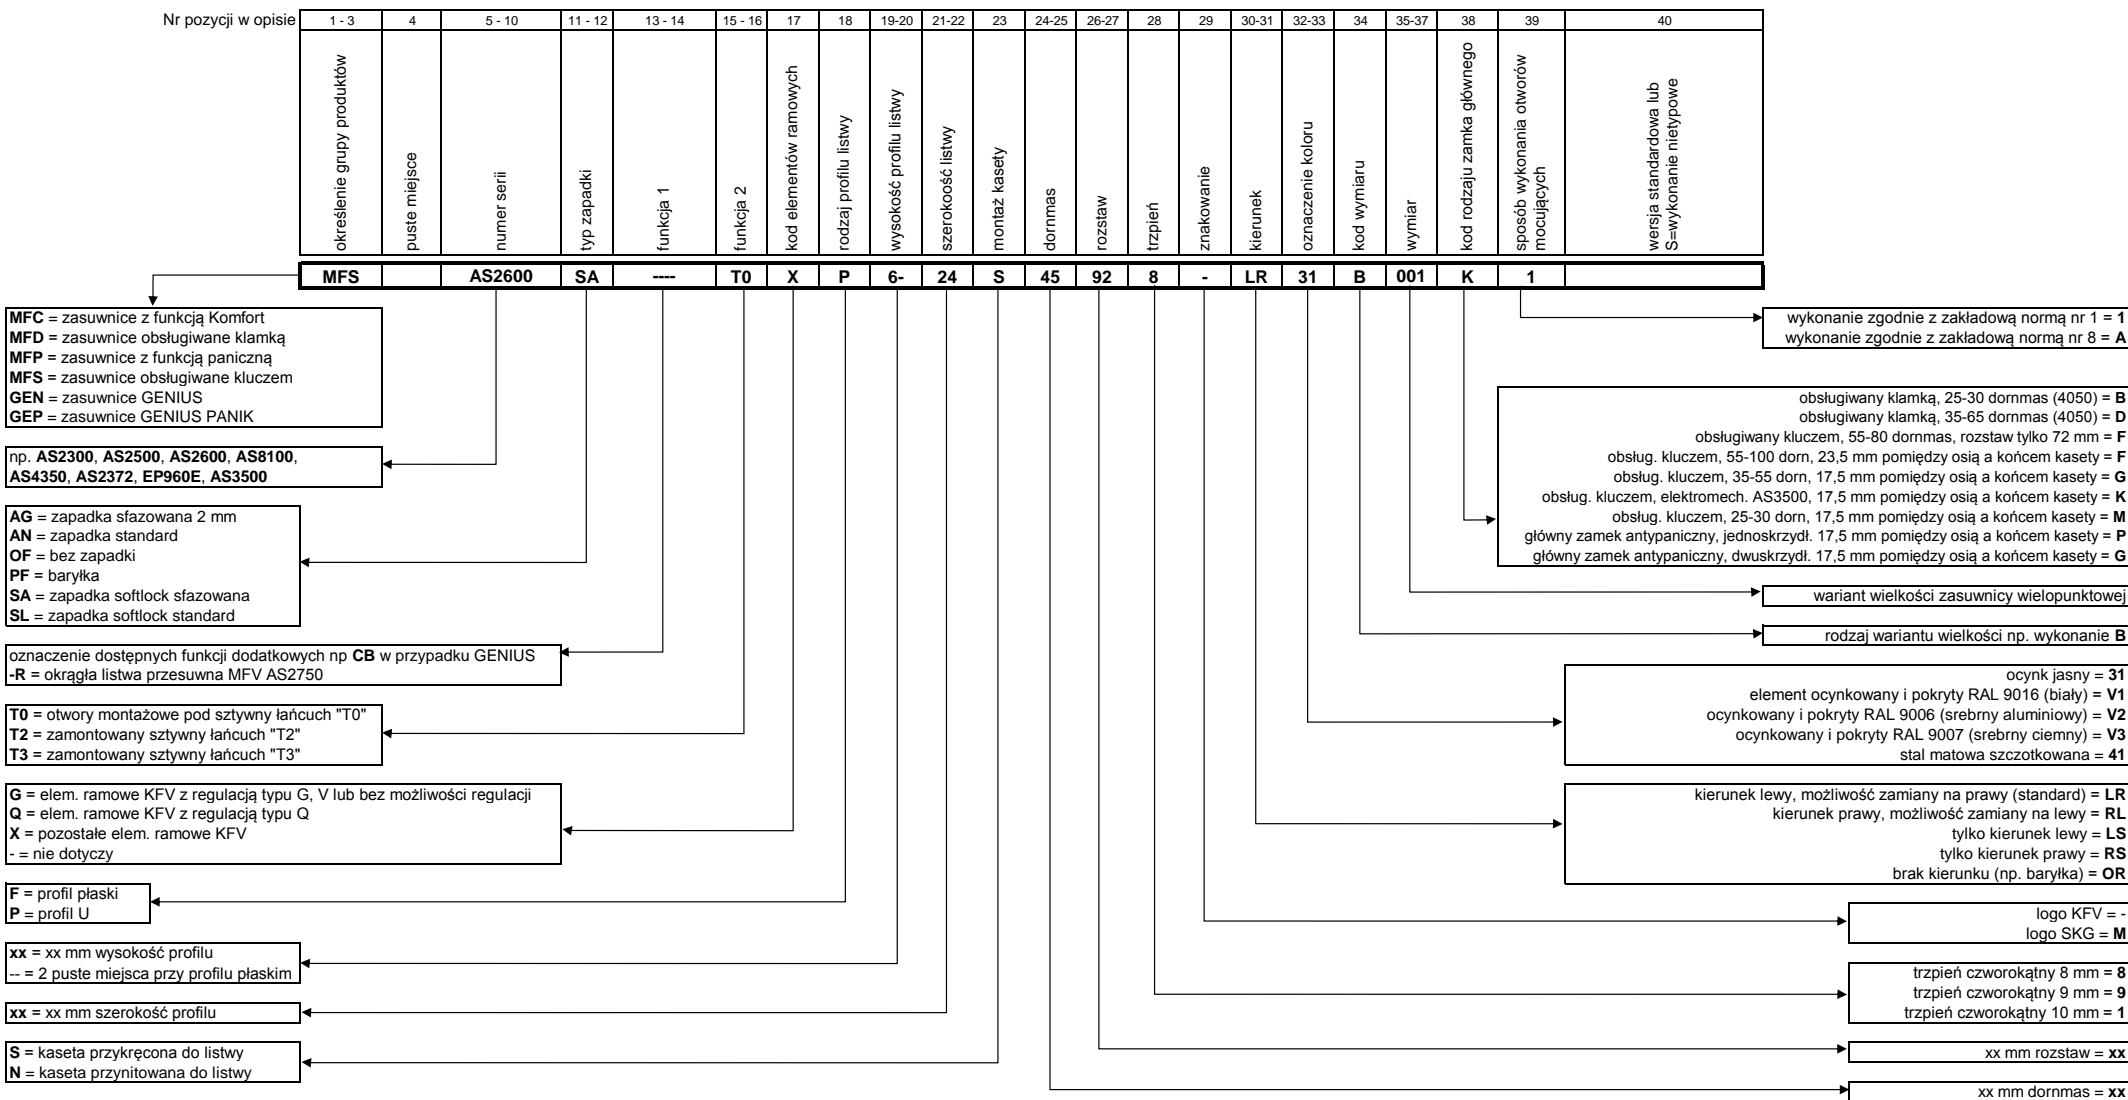 Nr pozycji w opisie 1 - 3 4 5 - 10 11 - 12 13 - 14 15 - 16 17 18 19-20 21-22 23 24-25 26-27 28 29 30-31 32-33 34 35-37 38 39 40
określenie grupy produktów
puste miejsce
numer serii
typ zapadki
funkcja 1
funkcja 2
kod elementów ramowych
rodzaj profilu listwy
wysokość profilu listwy
szerokoość listwy
montaż kasety
dornmas
rozstaw
trzpień
znakowanie
kierunek
oznaczenie koloru
kod wymiaru
wymiar
kod rodzaju zamka głównego
sposób wykonania otworów
mocujących
wersja standardowa lub
S=wykonanie nietypowe
MFS AS2600 SA ---- T0 X P 6- 24 S 45 92 8 - LR 31 B 001 K 1
MFC = zasuwnice z funkcją Komfort
MFD = zasuwnice obsługiwane klamką
MFP = zasuwnice z funkcją paniczną
MFS = zasuwnice obsługiwane kluczem
GEN = zasuwnice GENIUS
GEP = zasuwnice GENIUS PANIK
np. AS2300, AS2500, AS2600, AS8100,
AS4350, AS2372, EP960E, AS3500
AG = zapadka sfazowana 2 mm
AN = zapadka standard
OF = bez zapadki
PF = baryłka
SA = zapadka softlock sfazowana
SL = zapadka softlock standard
oznaczenie dostępnych funkcji dodatkowych np CB w przypadku GENIUS
-R = okrągła listwa przesuwna MFV AS2750
T0 = otwory montażowe pod sztywny łańcuch "T0"
T2 = zamontowany sztywny łańcuch "T2"
T3 = zamontowany sztywny łańcuch "T3"
G = elem. ramowe KFV z regulacją typu G, V lub bez możliwości regulacji
Q = elem. ramowe KFV z regulacją typu Q
X = pozostałe elem. ramowe KFV
- = nie dotyczy
F = profil płaski
P = profil U
xx = xx mm wysokość profilu
-- = 2 puste miejsca przy profilu płaskim
xx = xx mm szerokość profilu
S = kaseta przykręcona do listwy
N = kaseta przynitowana do listwy
wykonanie zgodnie z zakładową normą nr 1 = 1
wykonanie zgodnie z zakładową normą nr 8 = A
obsługiwany klamką, 25-30 dornmas (4050) = B
obsługiwany klamką, 35-65 dornmas (4050) = D
obsługiwany kluczem, 55-80 dornmas, rozstaw tylko 72 mm = F
obsług. kluczem, 55-100 dorn, 23,5 mm pomiędzy osią a końcem kasety = F
obsług. kluczem, 35-55 dorn, 17,5 mm pomiędzy osią a końcem kasety = G
obsług. kluczem, elektromech. AS3500, 17,5 mm pomiędzy osią a końcem kasety = K
obsług. kluczem, 25-30 dorn, 17,5 mm pomiędzy osią a końcem kasety = M
główny zamek antypaniczny, jednoskrzydł. 17,5 mm pomiędzy osią a końcem kasety = P
główny zamek antypaniczny, dwuskrzydł. 17,5 mm pomiędzy osią a końcem kasety = G
wariant wielkości zasuwnicy wielopunktowej
rodzaj wariantu wielkości np. wykonanie B
ocynk jasny = 31
element ocynkowany i pokryty RAL 9016 (biały) = V1
ocynkowany i pokryty RAL 9006 (srebrny aluminiowy) = V2
ocynkowany i pokryty RAL 9007 (srebrny ciemny) = V3
stal matowa szczotkowana = 41
kierunek lewy, możliwość zamiany na prawy (standard) = LR
kierunek prawy, możliwość zamiany na lewy = RL
tylko kierunek lewy = LS
tylko kierunek prawy = RS
brak kierunku (np. baryłka) = OR
logo KFV = -
logo SKG = M
trzpień czworokątny 8 mm = 8
trzpień czworokątny 9 mm = 9
trzpień czworokątny 10 mm = 1
xx mm rozstaw = xx
xx mm dornmas = xx